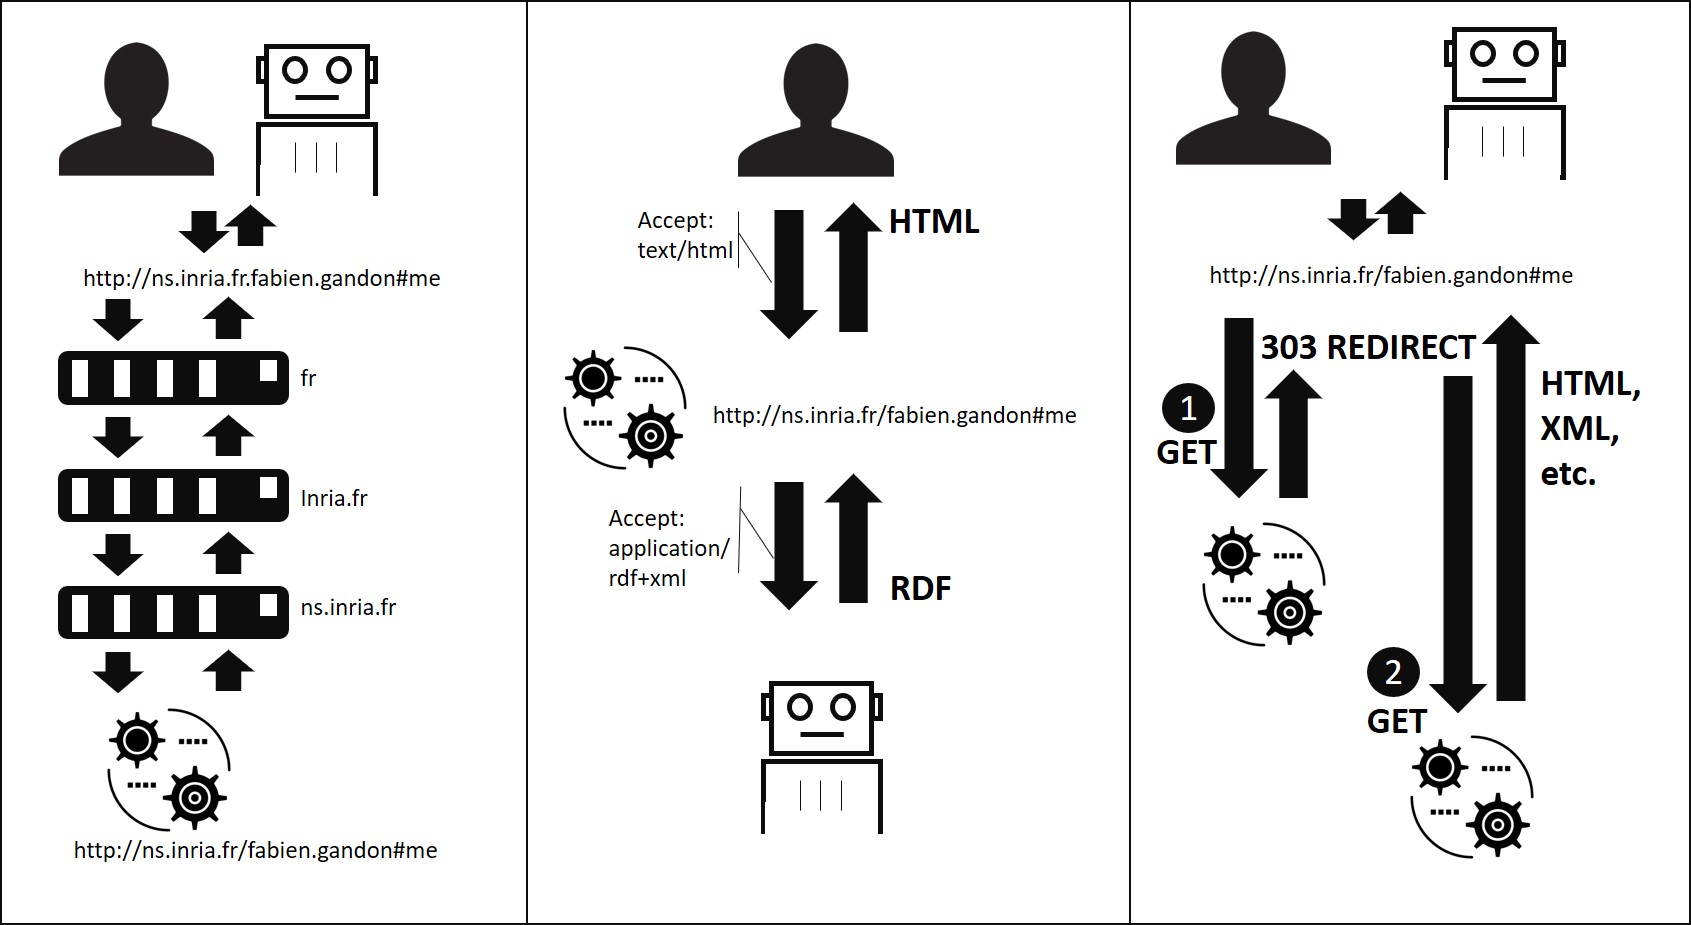 http://ns.inria.fr.fabien.gandon#me
fr
Inria.fr
ns.inria.fr
http://ns.inria.fr/fabien.gandon#me
Accept:
text/html
HTML
http://ns.inria.fr/fabien.gandon#me
Accept:
application/
rdf+xml
RDF
http://ns.inria.fr/fabien.gandon#me
303 REDIRECT
1
GET
HTML,
XML,
etc.
2
GET